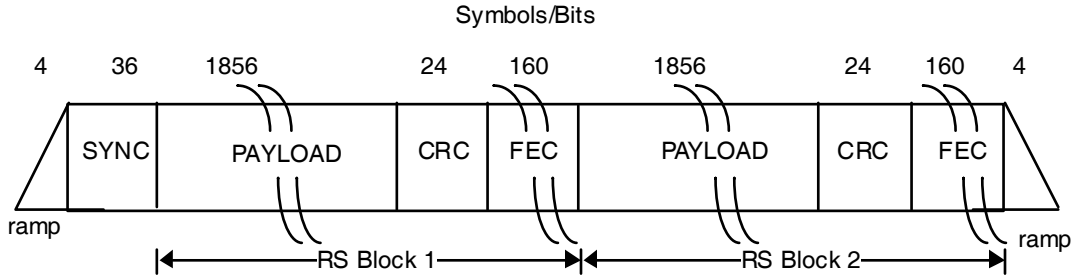 Symbols/Bits
4 36 1856 24 160 1856 24 160 4
SYNC PAYLOAD CRC FEC PAYLOAD CRC FEC
ramp ramp
RS Block 1 RS Block 2